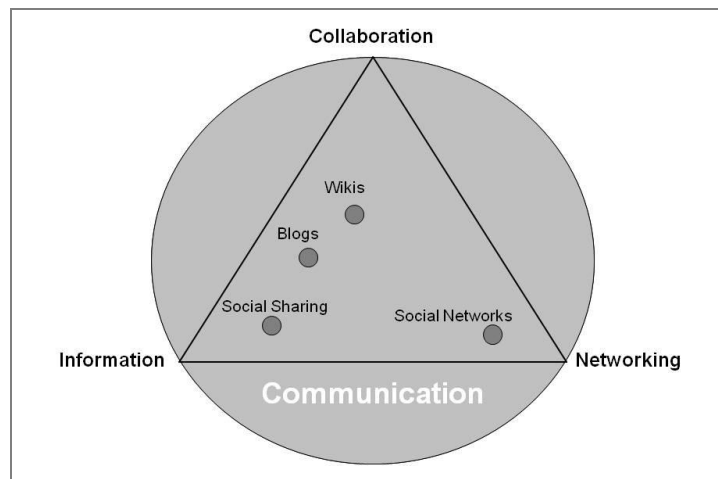 Collaboration
Wikis
Blogs
Social Sharing
Social Networks
Information
Networking
Communication